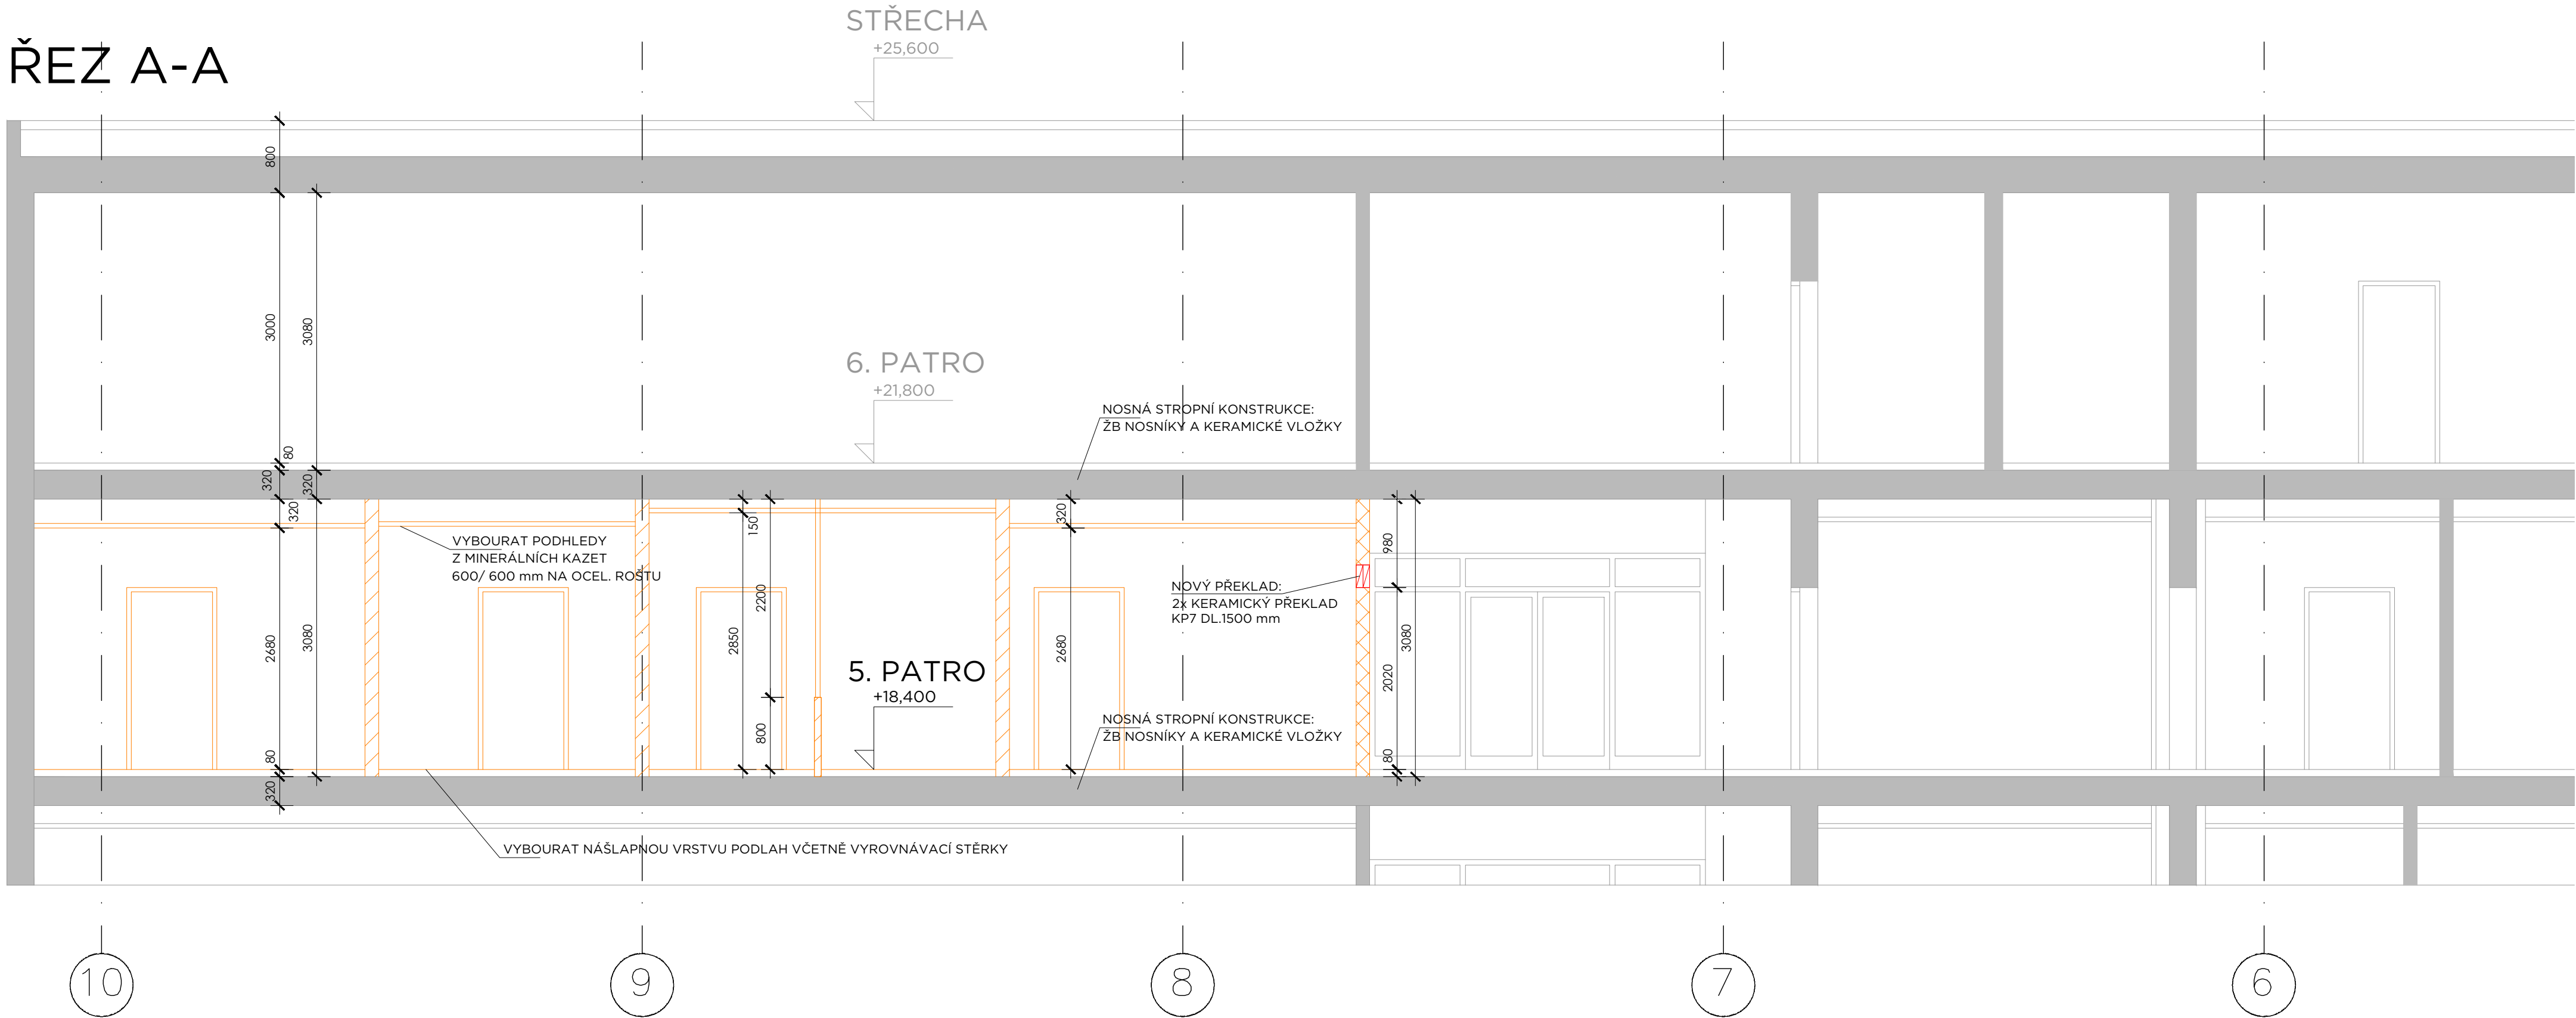 ŘEZ A-A
STŘECHA
+25,600
800
3000
3080
6. PATRO
+21,800
NOSNÁ STROPNÍ KONSTRUKCE:
ŽB NOSNÍKY A KERAMICKÉ VLOŽKY
80
320
320
320
150
320
980
VYBOURAT PODHLEDY
Z MINERÁLNÍCH KAZET
600/ 600 mm NA OCEL. ROŠTU
NOVÝ PŘEKLAD:
2x KERAMICKÝ PŘEKLAD
KP7 DL.1500 mm
2200
2680
3080
2850
2680
3080
2020
5. PATRO
+18,400
NOSNÁ STROPNÍ KONSTRUKCE:
ŽB NOSNÍKY A KERAMICKÉ VLOŽKY
800
80
80
320
VYBOURAT NÁŠLAPNOU VRSTVU PODLAH VČETNĚ VYROVNÁVACÍ STĚRKY
10
9
8
7
6